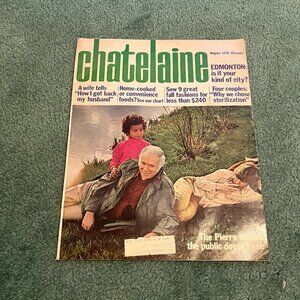 August 1970 35 cents
chatelaine
EDMONTON:
is it your
kind of city?
A wife tells
"How I got back
my husband"
Home-cooked
or convenience
foods? See our chart
Sew 9 great
fall fashions for
less than $240
Four couples:
"Why we chose
sterilization"
The Pierre
the public